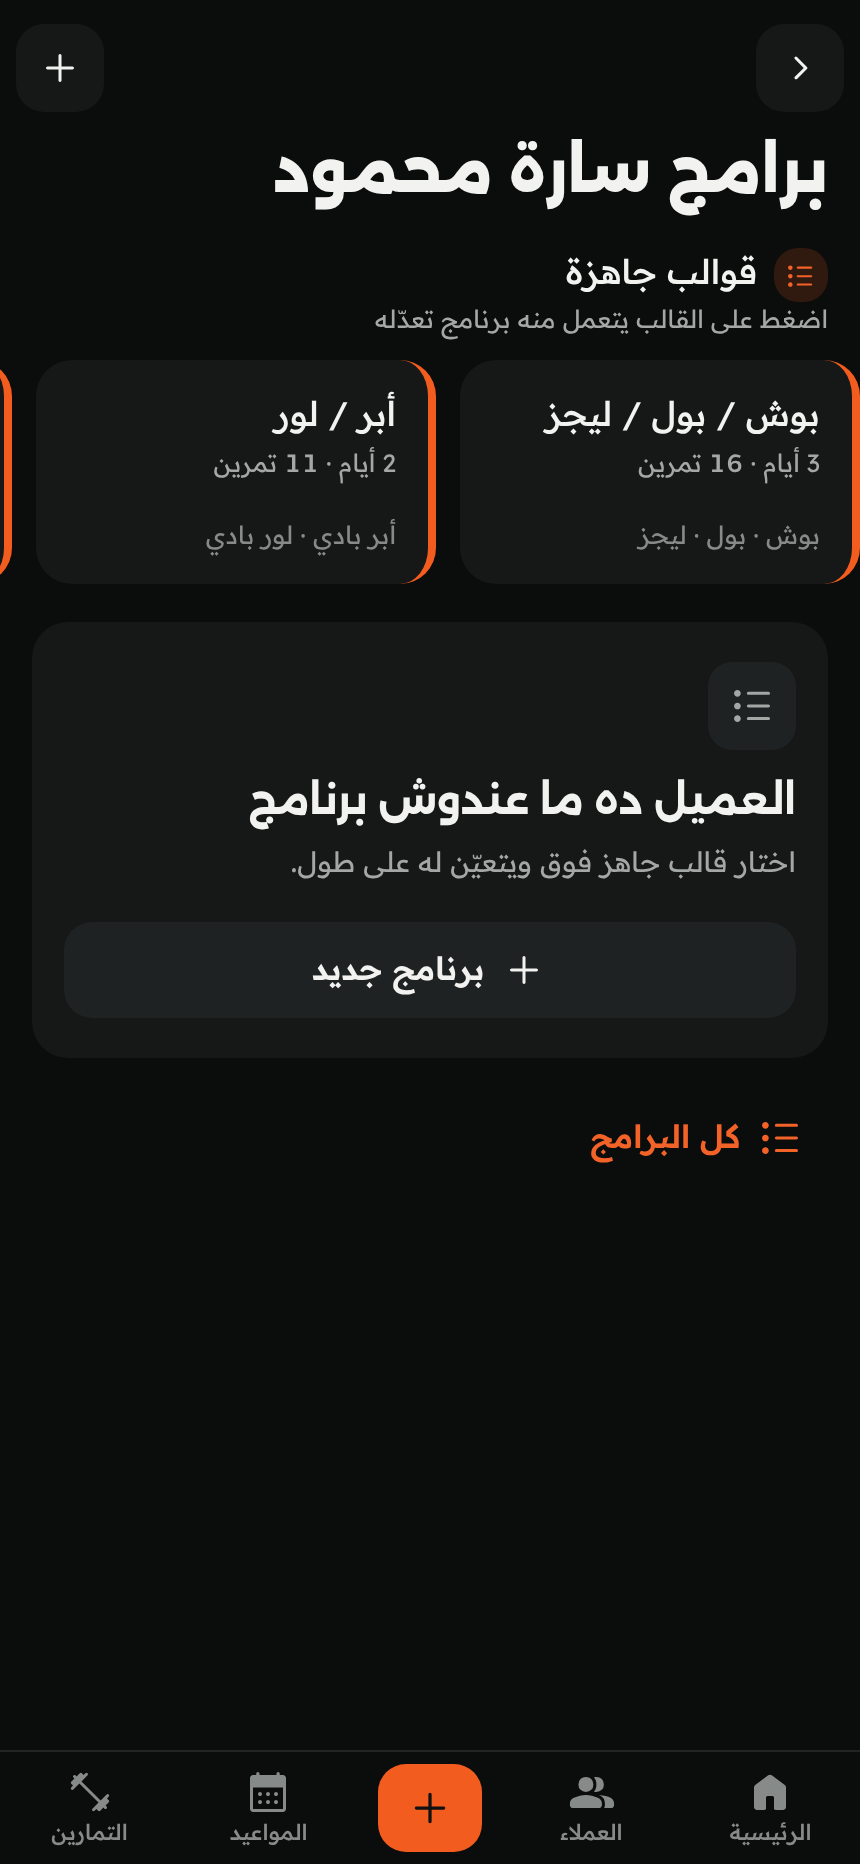 برامج سارة محمود
قوالب جاهزة
اضغط على القالب يتعمل منه برنامج تعدّله
بوش / بول / ليجز
3 أيام · 16 تمرين
بوش · بول · ليجز
أبر / لور
2 أيام · 11 تمرين
أبر بادي · لور بادي
العميل ده ما عندوش برنامج
اختار قالب جاهز فوق ويتعيّن له على طول.
برنامج جديد
كل البرامج
الرئيسية
العملاء
المواعيد
التمارين